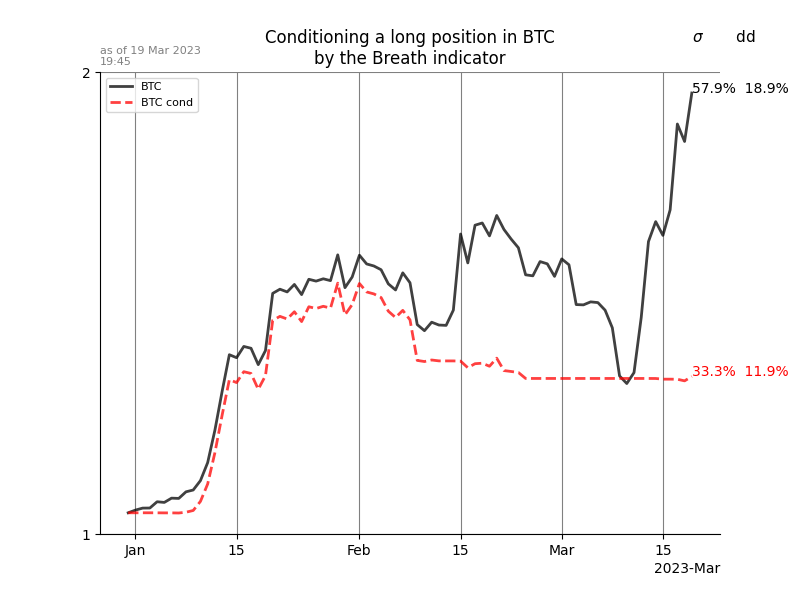 Conditioning a long position in BTC
by the Breath indicator
σ dd
as of 19 Mar 2023
19:45
2
BTC
BTC cond
57.9% 18.9%
33.3% 11.9%
1
Jan 15 Feb 15 Mar 15
2023-Mar